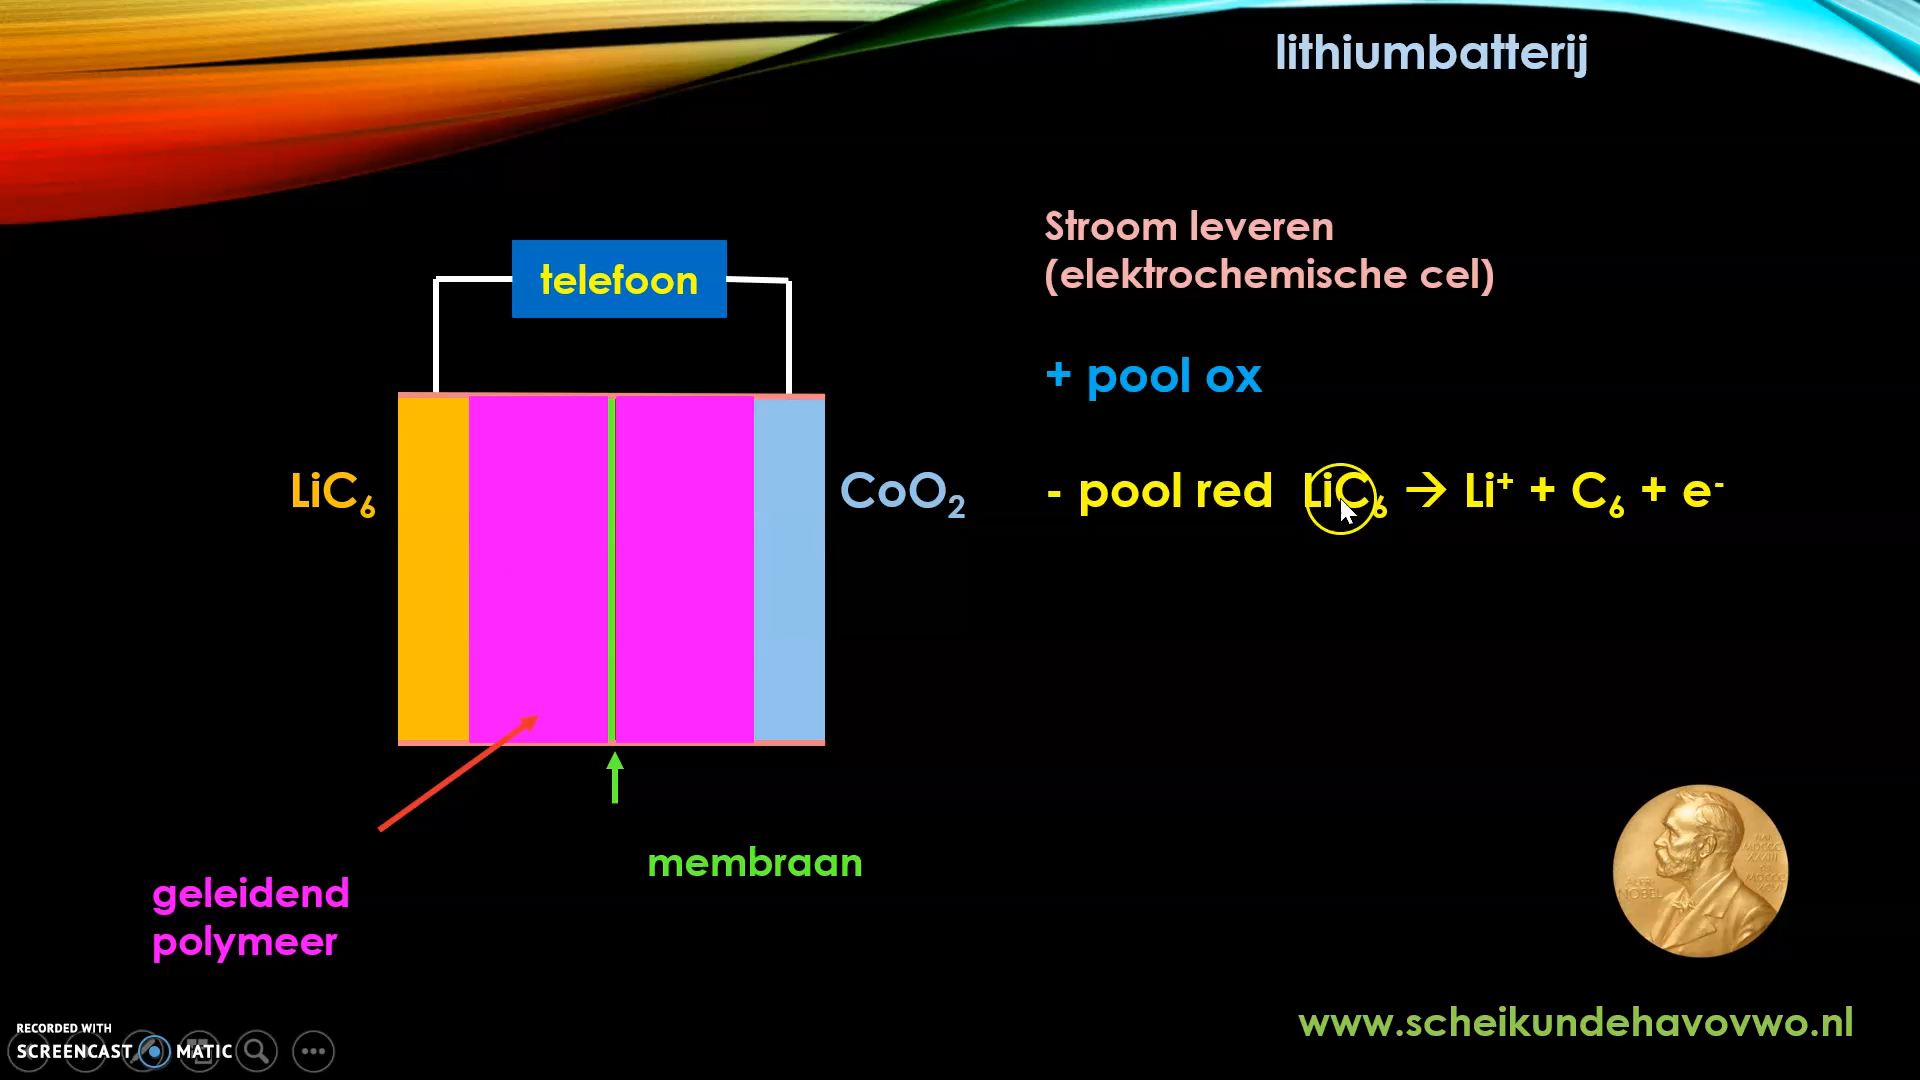 lithiumbatterij
Stroom leveren
(elektrochemische cel)
telefoon
+ pool ox
LiC₆
CoO₂
- pool red LiC₆ → Li⁺ + C₆ + e⁻
membraan
geleidend
polymeer
www.scheikundehavovwo.nl
RECORDED WITH
SCREENCAST MATIC